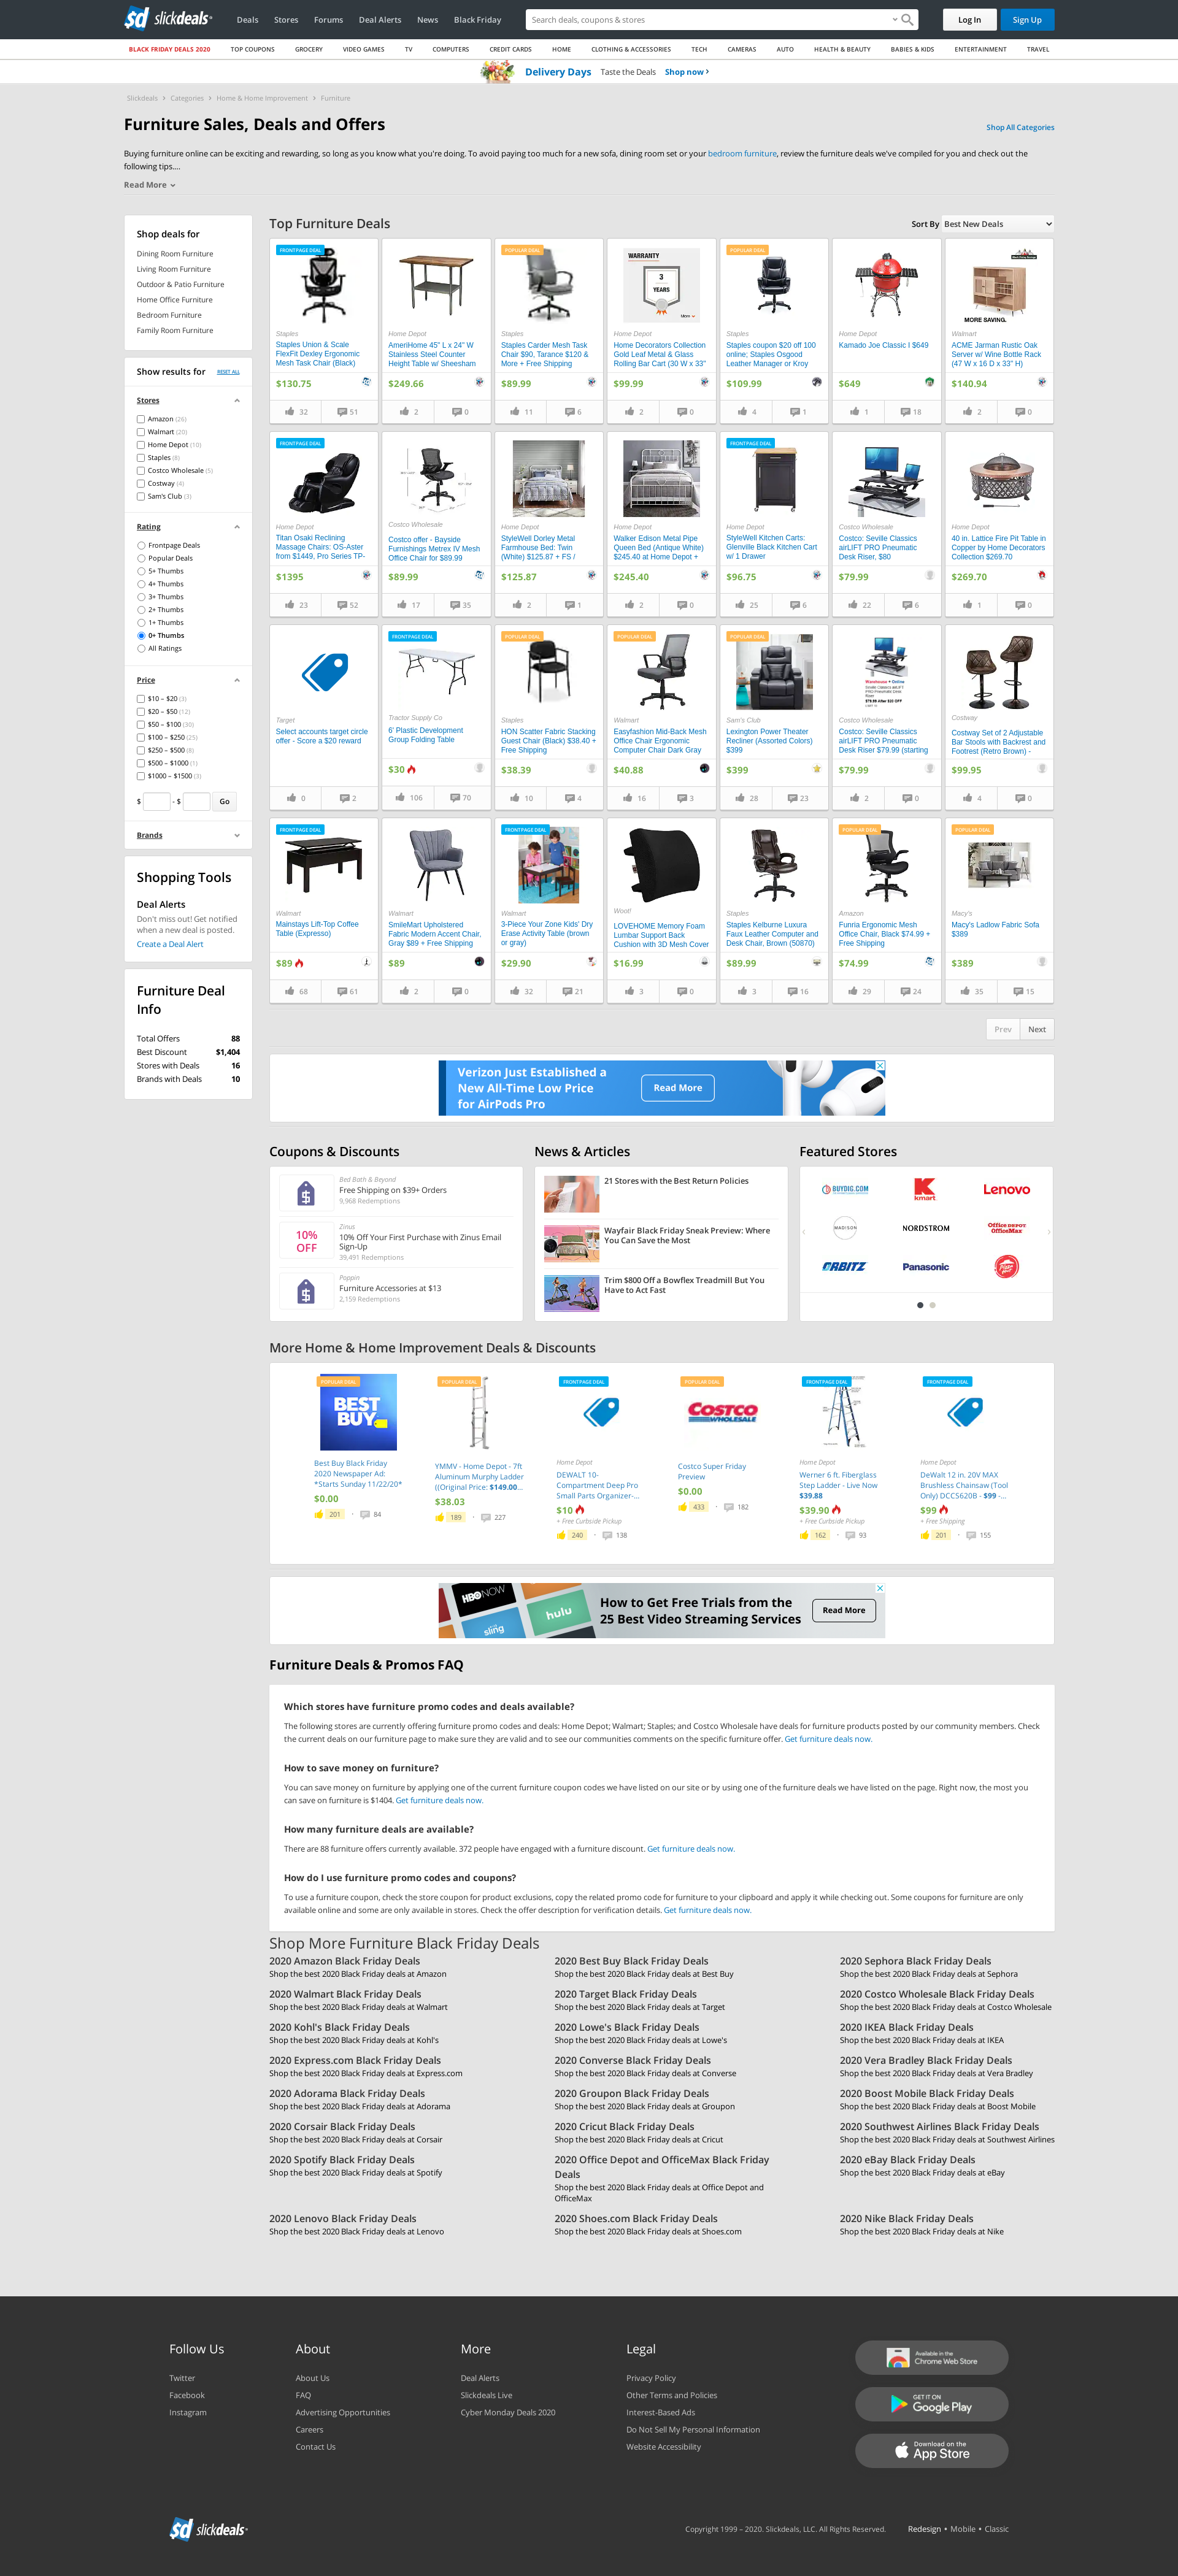 slickdeals
Deals Stores Forums Deal Alerts News Black Friday
Search deals, coupons & stores
Log In Sign Up
BLACK FRIDAY DEALS 2020 TOP COUPONS GROCERY VIDEO GAMES TV COMPUTERS CREDIT CARDS HOME CLOTHING & ACCESSORIES TECH CAMERAS AUTO HEALTH & BEAUTY BABIES & KIDS ENTERTAINMENT TRAVEL
Delivery Days Taste the Deals Shop now
Slickdeals Categories Home & Home Improvement Furniture
Furniture Sales, Deals and Offers
Shop All Categories
Buying furniture online can be exciting and rewarding, so long as you know what you're doing. To avoid paying too much for a new sofa, dining room set or your bedroom furniture, review the furniture deals we've compiled for you and check out the
following tips....
Read More
Shop deals for
Dining Room Furniture
Living Room Furniture
Outdoor & Patio Furniture
Home Office Furniture
Bedroom Furniture
Family Room Furniture
Show results for RESET ALL
Stores
Amazon (26)
Walmart (20)
Home Depot (10)
Staples (8)
Costco Wholesale (5)
Costway (4)
Sam's Club (3)
Rating
Frontpage Deals
Popular Deals
5+ Thumbs
4+ Thumbs
3+ Thumbs
2+ Thumbs
1+ Thumbs
0+ Thumbs
All Ratings
Price
$10 – $20 (3)
$20 – $50 (12)
$50 – $100 (30)
$100 – $250 (25)
$250 – $500 (8)
$500 – $1000 (1)
$1000 – $1500 (3)
$ - $ Go
Brands
Shopping Tools
Deal Alerts
Don't miss out! Get notified
when a new deal is posted.
Create a Deal Alert
Furniture Deal
Info
Total Offers 88
Best Discount $1,404
Stores with Deals 16
Brands with Deals 10
Top Furniture Deals
Sort By Best New Deals
FRONTPAGE DEAL
Staples
Staples Union & Scale
FlexFit Dexley Ergonomic
Mesh Task Chair (Black)
$130.75
32 51
Home Depot
AmeriHome 45" L x 24" W
Stainless Steel Counter
Height Table w/ Sheesham
$249.66
2 0
POPULAR DEAL
Staples
Staples Carder Mesh Task
Chair $90, Tarance $120 &
More + Free Shipping
$89.99
11 6
WARRANTY
3
YEARS
More
Home Depot
Home Decorators Collection
Gold Leaf Metal & Glass
Rolling Bar Cart (30 W x 33"
$99.99
2 0
POPULAR DEAL
Staples
Staples coupon $20 off 100
online; Staples Osgood
Leather Manager or Kroy
$109.99
4 1
Home Depot
Kamado Joe Classic I $649
$649
1 18
MORE SAVING.
Walmart
ACME Jarman Rustic Oak
Server w/ Wine Bottle Rack
(47 W x 16 D x 33" H)
$140.94
2 0
FRONTPAGE DEAL
Home Depot
Titan Osaki Reclining
Massage Chairs: OS-Aster
from $1449, Pro Series TP-
$1395
23 52
Costco Wholesale
Costco offer - Bayside
Furnishings Metrex IV Mesh
Office Chair for $89.99
$89.99
17 35
Home Depot
StyleWell Dorley Metal
Farmhouse Bed: Twin
(White) $125.87 + FS /
$125.87
2 1
Home Depot
Walker Edison Metal Pipe
Queen Bed (Antique White)
$245.40 at Home Depot +
$245.40
2 0
FRONTPAGE DEAL
Home Depot
StyleWell Kitchen Carts:
Glenville Black Kitchen Cart
w/ 1 Drawer
$96.75
25 6
Costco Wholesale
Costco: Seville Classics
airLIFT PRO Pneumatic
Desk Riser, $80
$79.99
22 6
Home Depot
40 in. Lattice Fire Pit Table in
Copper by Home Decorators
Collection $269.70
$269.70
1 0
Target
Select accounts target circle
offer - Score a $20 reward
0 2
FRONTPAGE DEAL
Tractor Supply Co
6' Plastic Development
Group Folding Table
$30
106 70
POPULAR DEAL
Staples
HON Scatter Fabric Stacking
Guest Chair (Black) $38.40 +
Free Shipping
$38.39
10 4
POPULAR DEAL
Walmart
Easyfashion Mid-Back Mesh
Office Chair Ergonomic
Computer Chair Dark Gray
$40.88
16 3
POPULAR DEAL
Sam's Club
Lexington Power Theater
Recliner (Assorted Colors)
$399
$399
28 23
Warehouse + Online
Costco Wholesale
Costco: Seville Classics
airLIFT PRO Pneumatic
Desk Riser $79.99 (starting
$79.99
2 0
Costway
Costway Set of 2 Adjustable
Bar Stools with Backrest and
Footrest (Retro Brown) -
$99.95
4 0
FRONTPAGE DEAL
Walmart
Mainstays Lift-Top Coffee
Table (Espresso)
$89
68 61
Walmart
SmileMart Upholstered
Fabric Modern Accent Chair,
Gray $89 + Free Shipping
$89
2 0
FRONTPAGE DEAL
Walmart
3-Piece Your Zone Kids' Dry
Erase Activity Table (brown
or gray)
$29.90
32 21
Woot!
LOVEHOME Memory Foam
Lumbar Support Back
Cushion with 3D Mesh Cover
$16.99
3 0
Staples
Staples Kelburne Luxura
Faux Leather Computer and
Desk Chair, Brown (50870)
$89.99
3 16
POPULAR DEAL
Amazon
Funria Ergonomic Mesh
Office Chair, Black $74.99 +
Free Shipping
$74.99
29 24
POPULAR DEAL
Macy's
Macy's Ladlow Fabric Sofa
$389
$389
35 15
Prev Next
Verizon Just Established a
New All-Time Low Price
for AirPods Pro
Read More
Coupons & Discounts
Bed Bath & Beyond
Free Shipping on $39+ Orders
9,968 Redemptions
10%
OFF
Zinus
10% Off Your First Purchase with Zinus Email
Sign-Up
39,491 Redemptions
Poppin
Furniture Accessories at $13
2,159 Redemptions
News & Articles
21 Stores with the Best Return Policies
Wayfair Black Friday Sneak Preview: Where
You Can Save the Most
Trim $800 Off a Bowflex Treadmill But You
Have to Act Fast
Featured Stores
BUYDIG.COM kmart Lenovo
MADISON NORDSTROM Office DEPOT
OfficeMax
ORBITZ Panasonic
More Home & Home Improvement Deals & Discounts
POPULAR DEAL
BEST
BUY
Best Buy Black Friday
2020 Newspaper Ad:
*Starts Sunday 11/22/20*
$0.00
201 84
POPULAR DEAL
YMMV - Home Depot - 7ft
Aluminum Murphy Ladder
((Original Price: $149.00...
$38.03
189 227
FRONTPAGE DEAL
Home Depot
DEWALT 10-
Compartment Deep Pro
Small Parts Organizer-...
$10
+ Free Curbside Pickup
240 138
POPULAR DEAL
COSTCO
WHOLESALE
Costco Super Friday
Preview
$0.00
433 182
FRONTPAGE DEAL
Home Depot
Werner 6 ft. Fiberglass
Step Ladder - Live Now
$39.88
$39.90
+ Free Curbside Pickup
162 93
FRONTPAGE DEAL
Home Depot
DeWalt 12 in. 20V MAX
Brushless Chainsaw (Tool
Only) DCCS620B - $99 -...
$99
+ Free Shipping
201 155
HBO NOW
sling
hulu
How to Get Free Trials from the
25 Best Video Streaming Services
Read More
Furniture Deals & Promos FAQ
Which stores have furniture promo codes and deals available?
The following stores are currently offering furniture promo codes and deals: Home Depot; Walmart; Staples; and Costco Wholesale have deals for furniture products posted by our community members. Check
the current deals on our furniture page to make sure they are valid and to see our communities comments on the specific furniture offer. Get furniture deals now.
How to save money on furniture?
You can save money on furniture by applying one of the current furniture coupon codes we have listed on our site or by using one of the furniture deals we have listed on the page. Right now, the most you
can save on furniture is $1404. Get furniture deals now.
How many furniture deals are available?
There are 88 furniture offers currently available. 372 people have engaged with a furniture discount. Get furniture deals now.
How do I use furniture promo codes and coupons?
To use a furniture coupon, check the store coupon for product exclusions, copy the related promo code for furniture to your clipboard and apply it while checking out. Some coupons for furniture are only
available online and some are only available in stores. Check the offer description for verification details. Get furniture deals now.
Shop More Furniture Black Friday Deals
2020 Amazon Black Friday Deals
Shop the best 2020 Black Friday deals at Amazon
2020 Best Buy Black Friday Deals
Shop the best 2020 Black Friday deals at Best Buy
2020 Sephora Black Friday Deals
Shop the best 2020 Black Friday deals at Sephora
2020 Walmart Black Friday Deals
Shop the best 2020 Black Friday deals at Walmart
2020 Target Black Friday Deals
Shop the best 2020 Black Friday deals at Target
2020 Costco Wholesale Black Friday Deals
Shop the best 2020 Black Friday deals at Costco Wholesale
2020 Kohl's Black Friday Deals
Shop the best 2020 Black Friday deals at Kohl's
2020 Lowe's Black Friday Deals
Shop the best 2020 Black Friday deals at Lowe's
2020 IKEA Black Friday Deals
Shop the best 2020 Black Friday deals at IKEA
2020 Express.com Black Friday Deals
Shop the best 2020 Black Friday deals at Express.com
2020 Converse Black Friday Deals
Shop the best 2020 Black Friday deals at Converse
2020 Vera Bradley Black Friday Deals
Shop the best 2020 Black Friday deals at Vera Bradley
2020 Adorama Black Friday Deals
Shop the best 2020 Black Friday deals at Adorama
2020 Groupon Black Friday Deals
Shop the best 2020 Black Friday deals at Groupon
2020 Boost Mobile Black Friday Deals
Shop the best 2020 Black Friday deals at Boost Mobile
2020 Corsair Black Friday Deals
Shop the best 2020 Black Friday deals at Corsair
2020 Cricut Black Friday Deals
Shop the best 2020 Black Friday deals at Cricut
2020 Southwest Airlines Black Friday Deals
Shop the best 2020 Black Friday deals at Southwest Airlines
2020 Spotify Black Friday Deals
Shop the best 2020 Black Friday deals at Spotify
2020 Office Depot and OfficeMax Black Friday
Deals
Shop the best 2020 Black Friday deals at Office Depot and
OfficeMax
2020 eBay Black Friday Deals
Shop the best 2020 Black Friday deals at eBay
2020 Lenovo Black Friday Deals
Shop the best 2020 Black Friday deals at Lenovo
2020 Shoes.com Black Friday Deals
Shop the best 2020 Black Friday deals at Shoes.com
2020 Nike Black Friday Deals
Shop the best 2020 Black Friday deals at Nike
Follow Us
Twitter
Facebook
Instagram
About
About Us
FAQ
Advertising Opportunities
Careers
Contact Us
More
Deal Alerts
Slickdeals Live
Cyber Monday Deals 2020
Legal
Privacy Policy
Other Terms and Policies
Interest-Based Ads
Do Not Sell My Personal Information
Website Accessibility
Available in the
Chrome Web Store
GET IT ON
Google Play
Download on the
App Store
slickdeals
Copyright 1999 – 2020. Slickdeals, LLC. All Rights Reserved. Redesign • Mobile • Classic